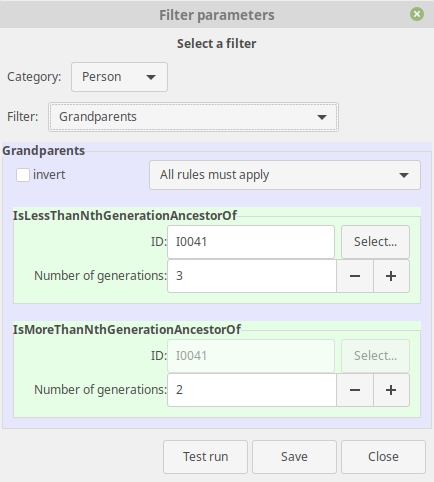 Filter parameters
Select a filter
Category: Person
Filter: Grandparents
Grandparents
invert All rules must apply
IsLessThanNthGenerationAncestorOf
ID: I0041 Select...
Number of generations: 3
IsMoreThanNthGenerationAncestorOf
ID: I0041 Select...
Number of generations: 2
Test run Save Close